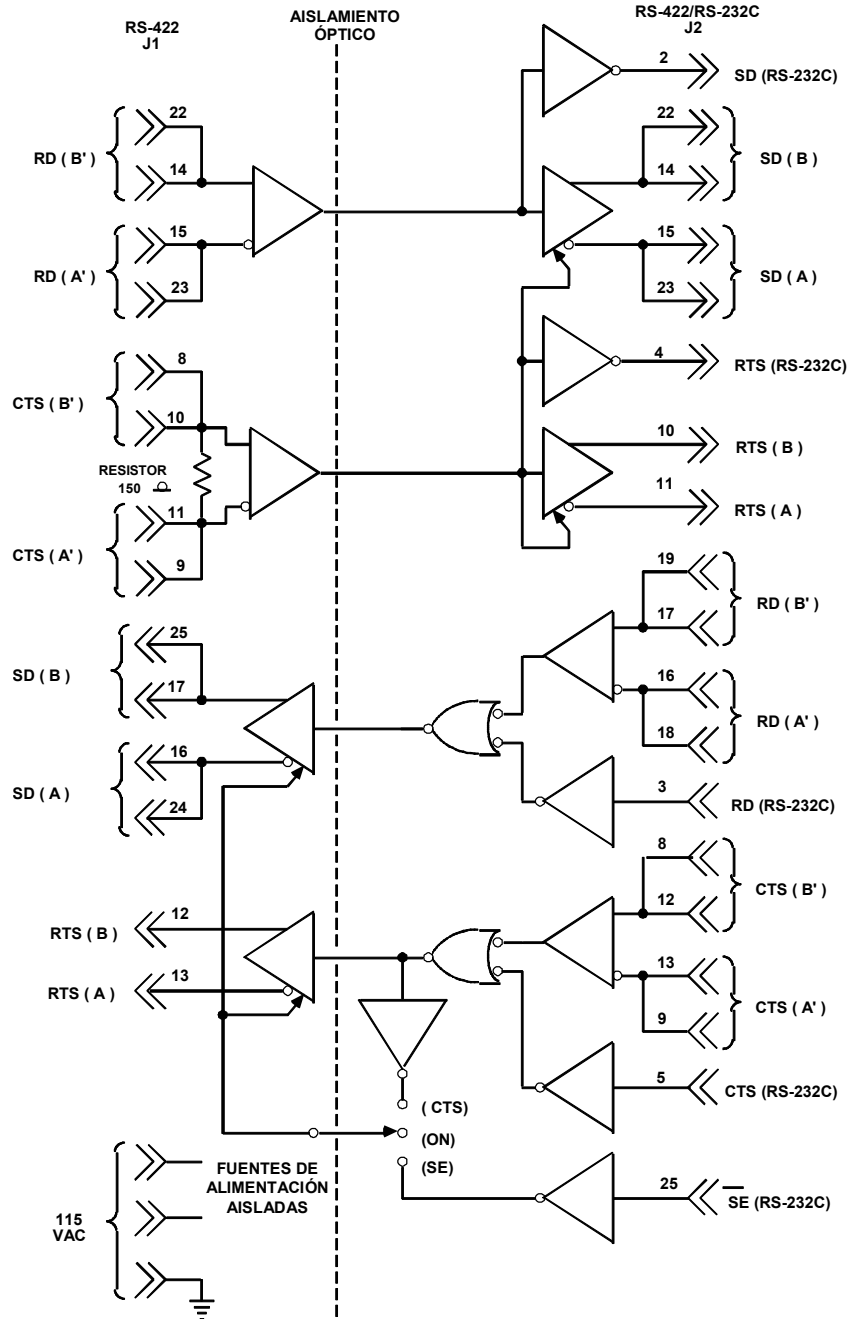 RS-422
J1
AISLAMIENTO
ÓPTICO
RS-422/RS-232C
J2
2
SD (RS-232C)
RD ( B' )
22
14
22
14
SD ( B )
RD ( A' )
15
23
15
23
SD ( A )
CTS ( B' )
8
10
4
RTS (RS-232C)
10
RTS ( B )
RESISTOR
150
11
RTS ( A )
CTS ( A' )
11
9
19
17
RD ( B' )
SD ( B )
25
17
16
18
RD ( A' )
SD ( A )
16
24
3
RD (RS-232C)
8
12
CTS ( B' )
RTS ( B )
12
RTS ( A )
13
13
9
CTS ( A' )
5
CTS (RS-232C)
( CTS)
(ON)
(SE)
25
SE (RS-232C)
115
VAC
FUENTES DE
ALIMENTACIÓN
AISLADAS